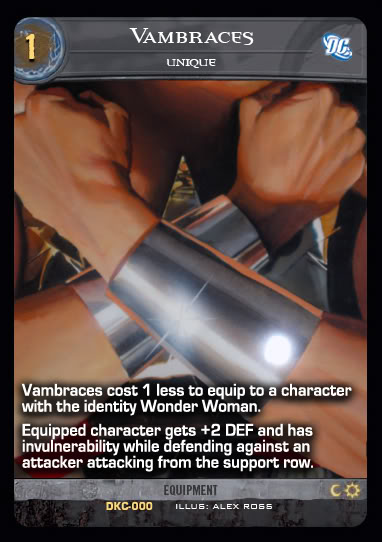 1
VAMBRACES
DC
UNIQUE
Vambraces cost 1 less to equip to a character
with the identity Wonder Woman.
Equipped character gets +2 DEF and has
invulnerability while defending against an
attacker attacking from the support row.
EQUIPMENT
DKC-000 ILLUS: ALEX ROSS